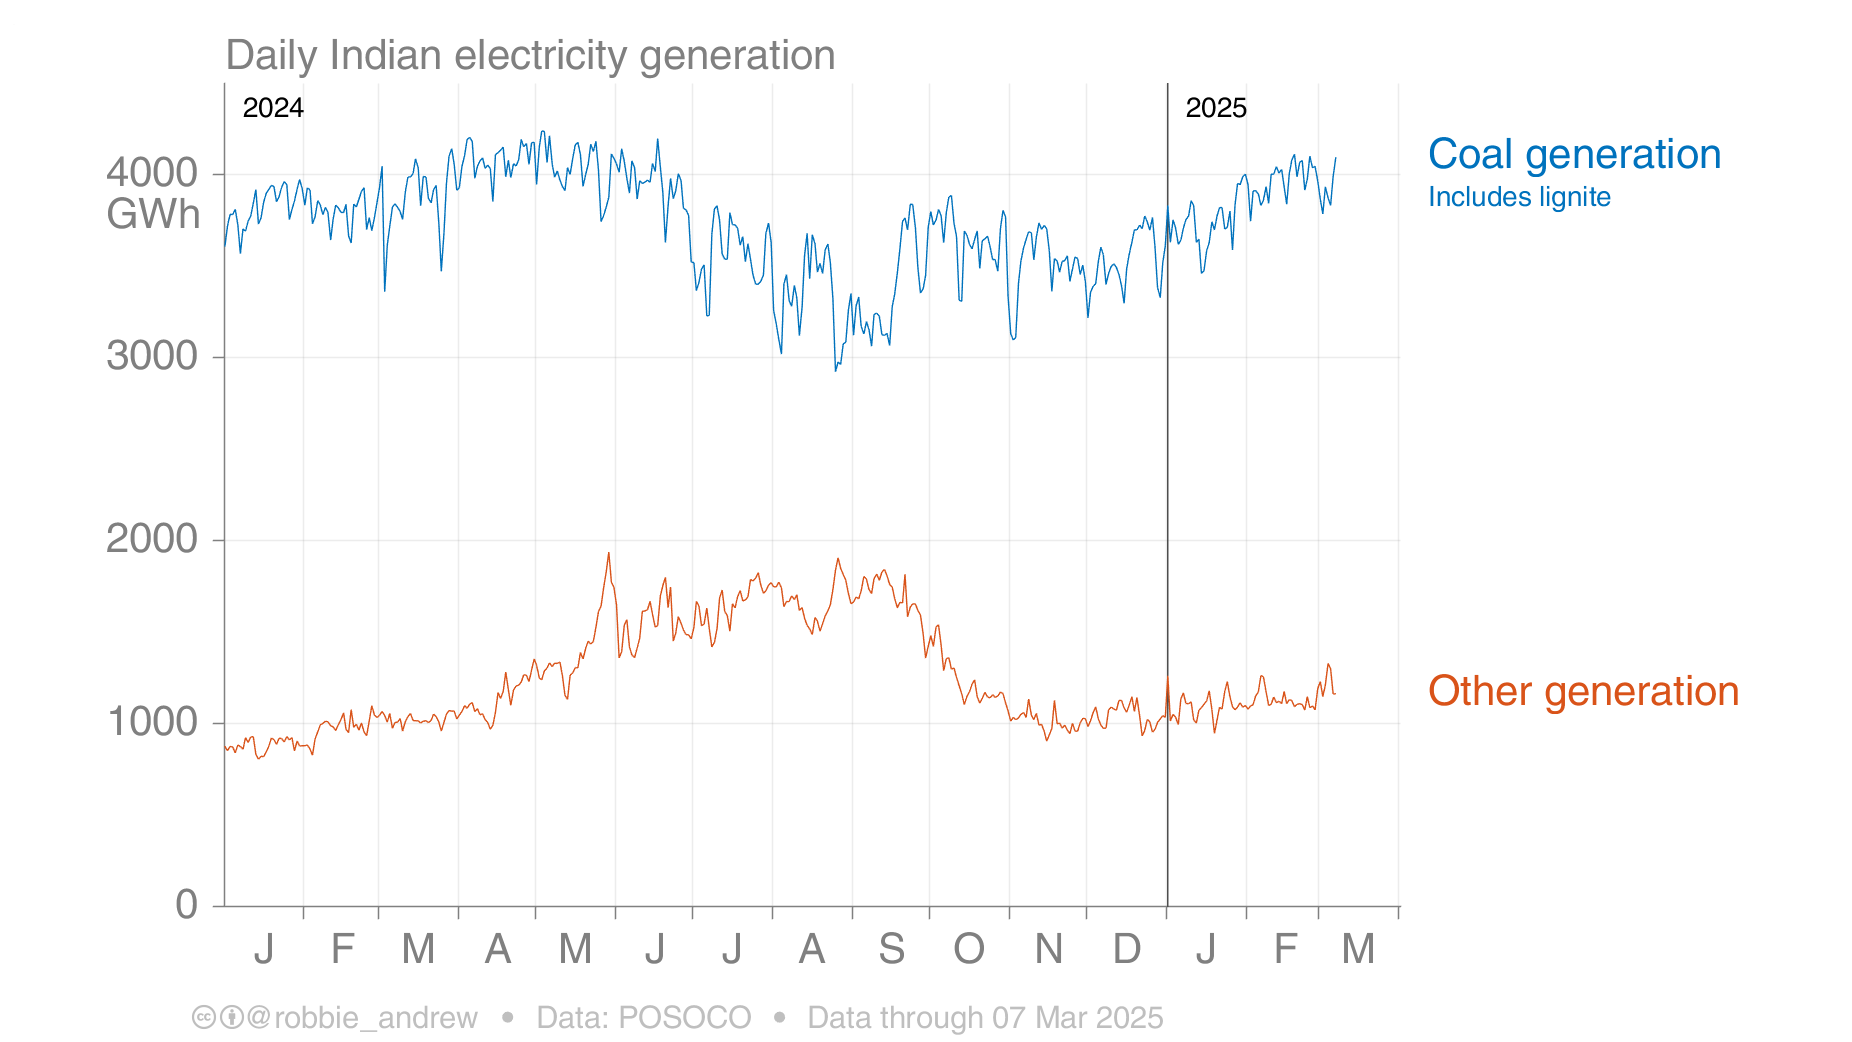 Daily Indian electricity generation
2024
2025
4000
GWh
3000
2000
1000
0
Coal generation
Includes lignite
Other generation
J F M A M J J A S O N D J F M
cc @robbie_andrew • Data: POSOCO • Data through 07 Mar 2025